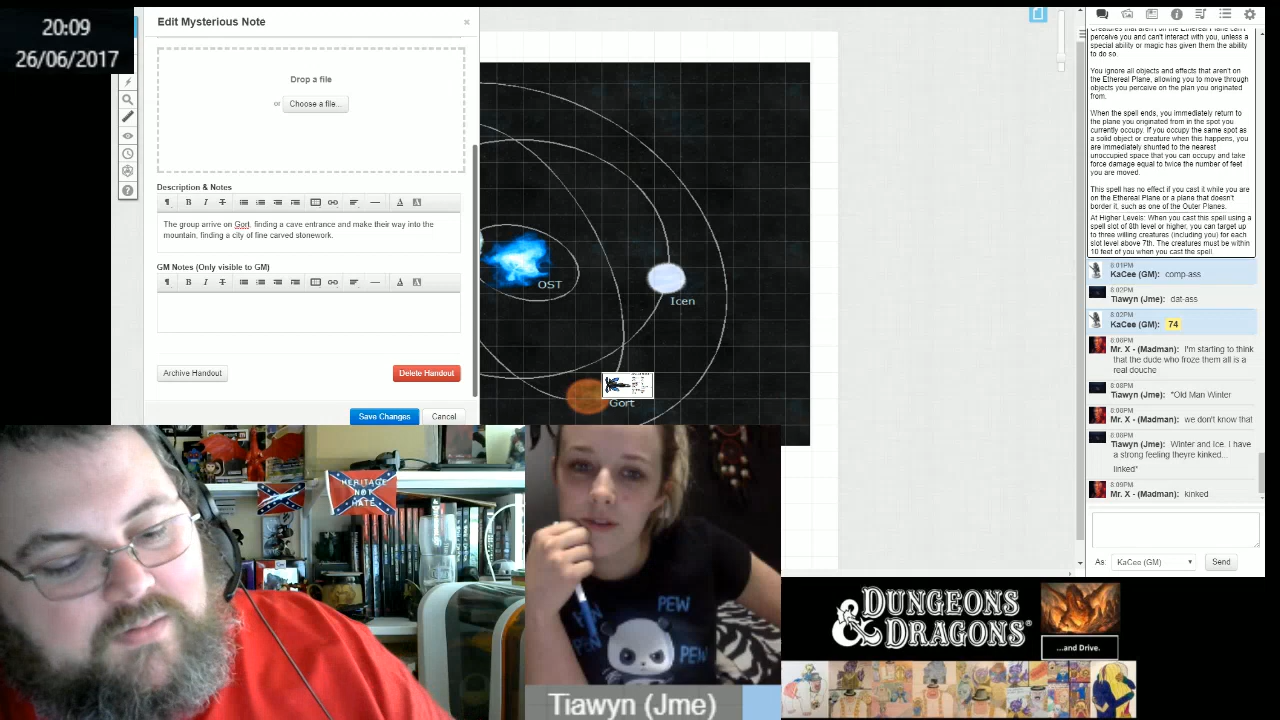 20:09
26/06/2017
Edit Mysterious Note
×
Drop a file
or Choose a file...
Description & Notes
The group arrive on Gort, finding a cave entrance and make their way into the
mountain, finding a city of fine carved stonework.
GM Notes (Only visible to GM)
Archive Handout
Delete Handout
Save Changes
Cancel
OST
Icen
Gort
Creatures that aren't on the Ethereal Plane can't
perceive you and can't interact with you, unless a
special ability or magic has given them the ability
to do so.
You ignore all objects and effects that aren't on
the Ethereal Plane, allowing you to move through
objects you perceive on the plan you originated
from.
When the spell ends, you immediately return to
the plane you originated from in the spot you
currently occupy. If you occupy the same spot as
a solid object or creature when this happens, you
are immediately shunted to the nearest
unoccupied space that you can occupy and take
force damage equal to twice the number of feet
you are moved.
This spell has no effect if you cast it while you are
on the Ethereal Plane or a plane that doesn't
border it, such as one of the Outer Planes.
At Higher Levels: When you cast this spell using a
spell slot of 8th level or higher, you can target up
to three willing creatures (including you) for each
slot level above 7th. The creatures must be within
10 feet of you when you cast the spell.
8:01PM
KaCee (GM): comp-ass
8:02PM
Tiawyn (Jme): dat-ass
8:02PM
KaCee (GM): 74
8:08PM
Mr. X - (Madman): I'm starting to think
that the dude who froze them all is a
real douche
8:08PM
Tiawyn (Jme): "Old Man Winter
8:08PM
Mr. X - (Madman): we don't know that
8:08PM
Tiawyn (Jme): Winter and Ice. I have
a strong feeling theyre kinked...
linked*
8:09PM
Mr. X - (Madman): kinked
As: KaCee (GM)
Send
HERITAGE
NOT
HATE
PEW
PEW
Tiawyn (Jme)
DUNGEONS
& DRAGONS®
...and Drive.